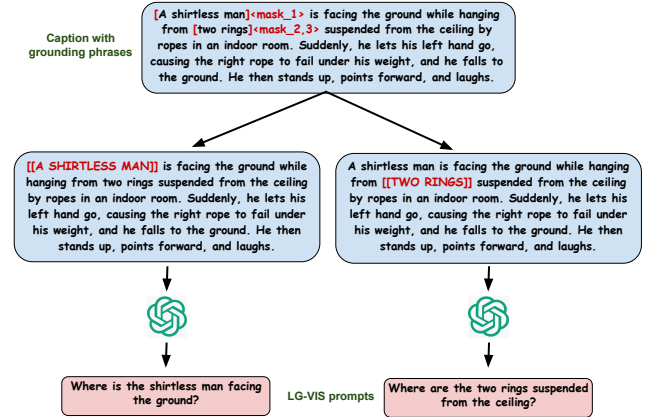 Caption with
grounding phrases
[A shirtless man]<mask_1> is facing the ground while hanging
from [two rings]<mask_2,3> suspended from the ceiling by
ropes in an indoor room. Suddenly, he lets his left hand go,
causing the right rope to fail under his weight, and he falls to
the ground. He then stands up, points forward, and laughs.
[[A SHIRTLESS MAN]] is facing the ground while
hanging from two rings suspended from the ceiling
by ropes in an indoor room. Suddenly, he lets his
left hand go, causing the right rope to fail under
his weight, and he falls to the ground. He then
stands up, points forward, and laughs.
A shirtless man is facing the ground while hanging
from [[TWO RINGS]] suspended from the ceiling
by ropes in an indoor room. Suddenly, he lets his
left hand go, causing the right rope to fail under
his weight, and he falls to the ground. He then
stands up, points forward, and laughs.
Where is the shirtless man facing
the ground?
LG-VIS prompts
Where are the two rings suspended
from the ceiling?